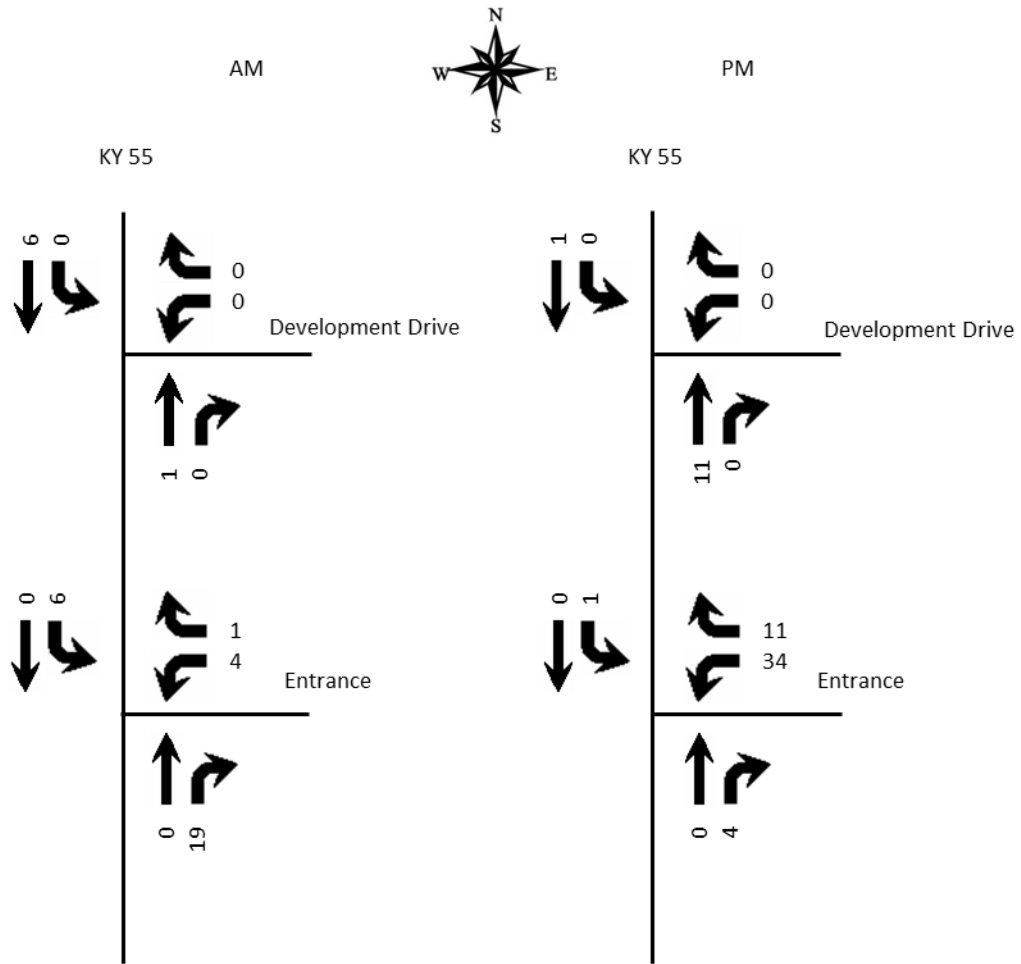 N
AM
W
E
PM
S
KY 55
KY 55
6 0
0
0
Development Drive
1 0
1 0
0
0
Development Drive
11 0
0 6
1
4
Entrance
0 19
0 1
11
34
Entrance
0 4